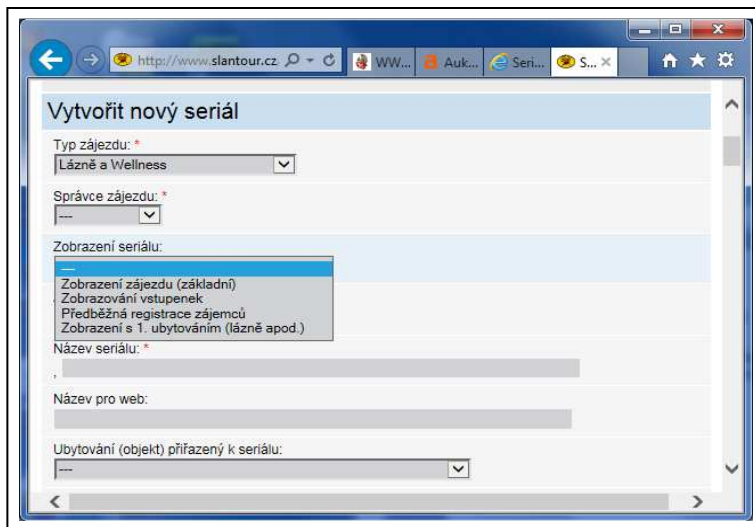 http://www.slantour.cz
WW...
Auk...
Seri...
S...
Vytvořit nový seriál
Typ zájezdu: *
Lázně a Wellness
Správce zájezdu: *
---
Zobrazení seriálu:
---
Zobrazení zájezdu (základní)
Zobrazování vstupenek
Předběžná registrace zájemců
Zobrazení s 1. ubytováním (lázně apod.)
Název seriálu: *
,
Název pro web:
Ubytování (objekt) přiřazený k seriálu:
---